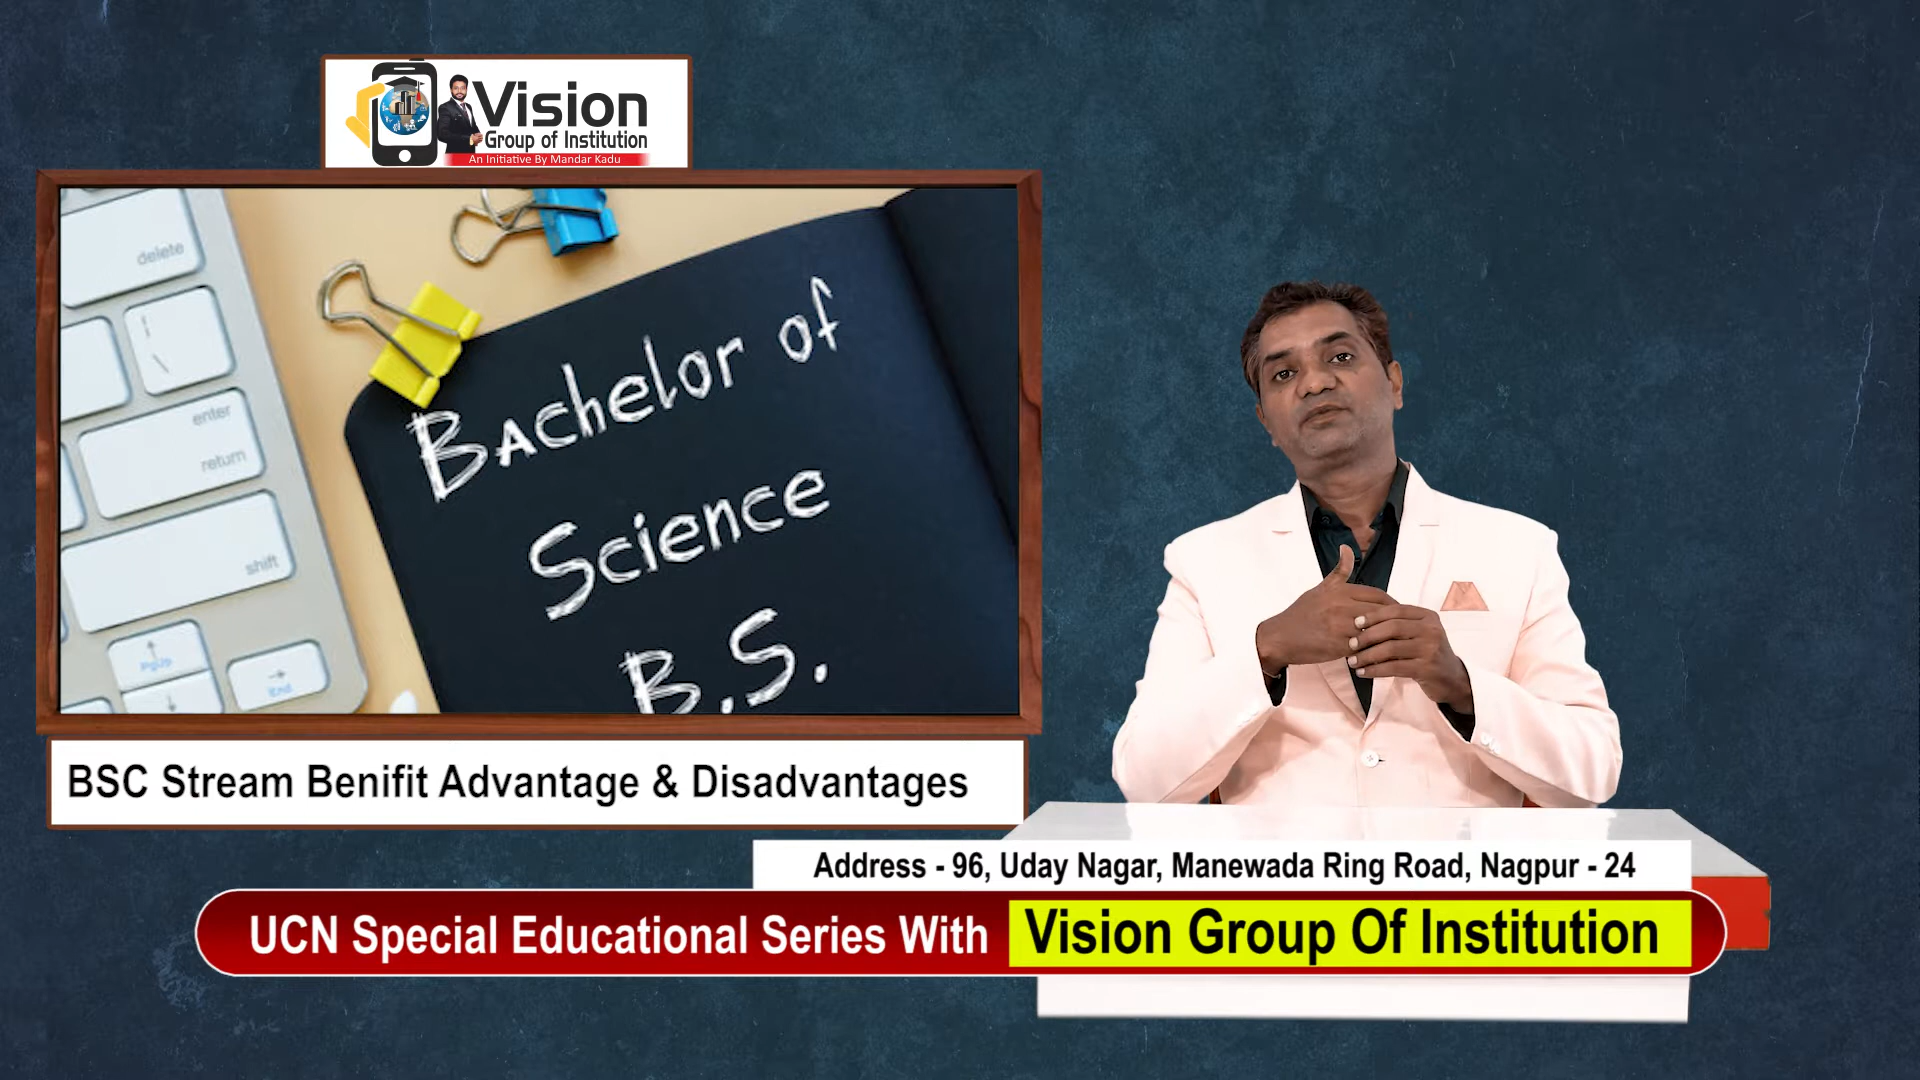 Vision
Group of Institution
An Initiative By Mandar Kadu
delete
enter
return
shift
PgUp
End
Bachelor of
Science
B.S.
BSC Stream Benifit Advantage & Disadvantages
Address - 96, Uday Nagar, Manewada Ring Road, Nagpur - 24
UCN Special Educational Series With Vision Group Of Institution